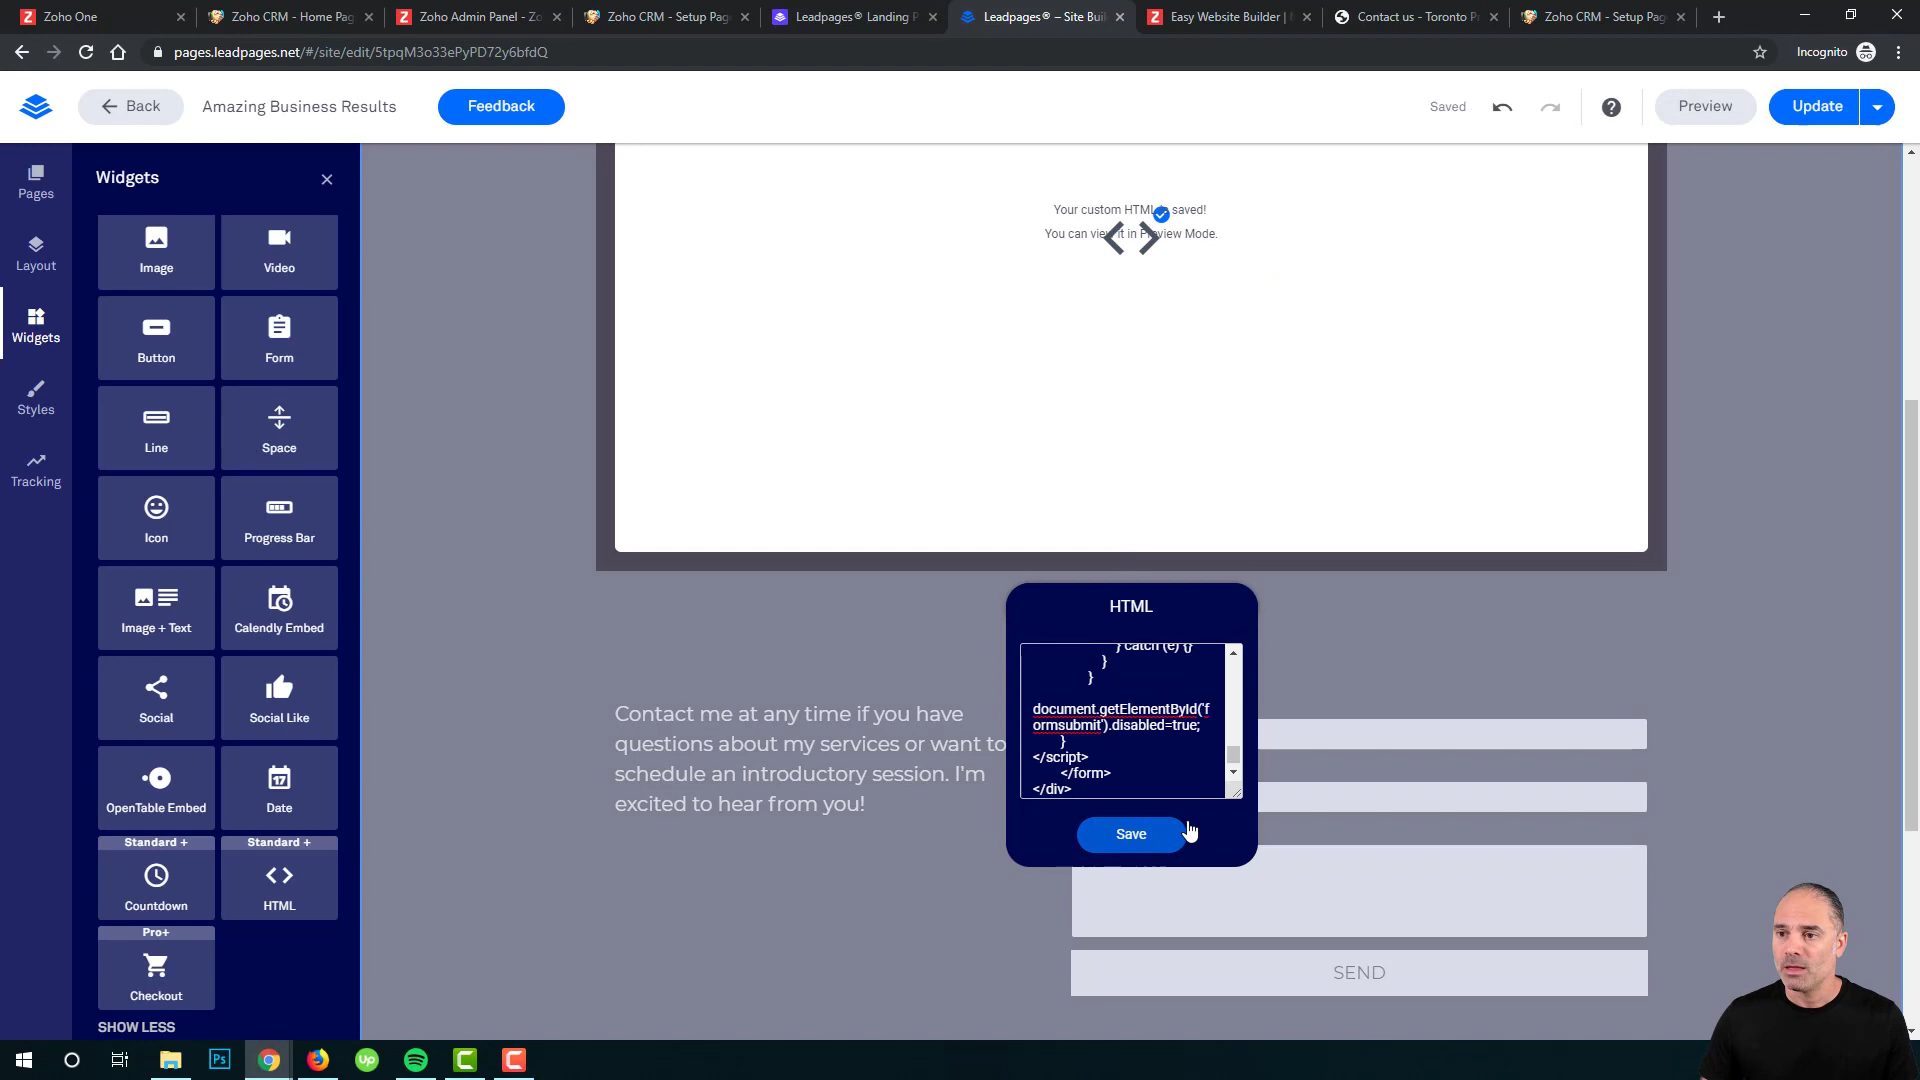 Zoho One
Zoho CRM - Home Pag
Zoho Admin Panel - Zo
Zoho CRM - Setup Page
Leadpages® Landing P
Leadpages® – Site Buil
Easy Website Builder |
Contact us - Toronto P
Zoho CRM - Setup Pag
pages.leadpages.net/#/site/edit/5tpqM3o33ePyPD72y6bfdQ
Incognito
Back
Amazing Business Results
Feedback
Saved
Preview
Update
Pages
Layout
Widgets
Styles
Tracking
Widgets
Image
Video
Button
Form
Line
Space
Icon
Progress Bar
Image + Text
Calendly Embed
Social
Social Like
OpenTable Embed
Date
Standard +
Countdown
Standard +
HTML
Pro+
Checkout
SHOW LESS
Your custom HTML is saved!
You can view it in Preview Mode.
HTML
} catch (e) {}
}
}
document.getElementById('f
ormsubmit').disabled=true;
}
</script>
</form>
</div>
Save
Contact me at any time if you have
questions about my services or want to
schedule an introductory session. I'm
excited to hear from you!
SEND